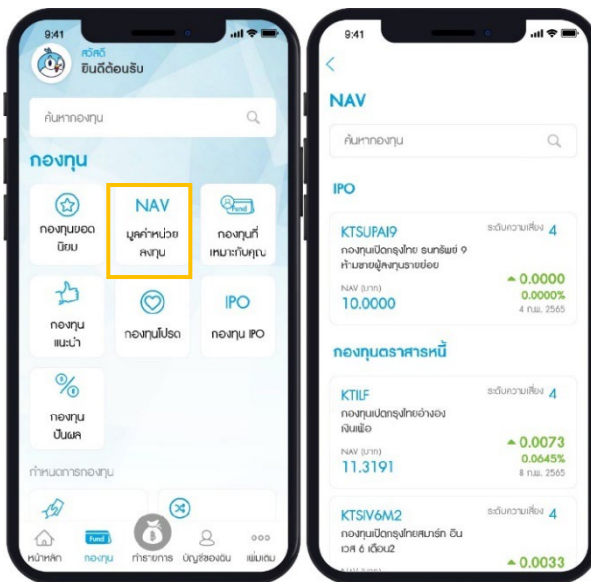 9:41
สวัสดี
ยินดีต้อนรับ
ค้นหากองทุน
กองทุน
กองทุนยอด
นิยม
NAV
มูลค่าหน่วย
ลงทุน
Fund
กองทุนที่
เหมาะกับคุณ
กองทุน
แนะนำ
กองทุนโปรด
IPO
กองทุน IPO
กองทุน
ปันผล
กำหนดการกองทุน
หน้าหลัก
Fund
กองทุน
ทำรายการ
บัญชีของฉัน
เพิ่มเติม
9:41
NAV
ค้นหากองทุน
IPO
KTSUPAI9
ระดับความเสี่ยง 4
กองทุนเปิดกรุงไทย ธนทรัพย์ 9
ห้ามขายผู้ลงทุนรายย่อย
NAV (บาท)
10.0000
0.0000
0.0000%
4 ก.พ. 2565
กองทุนตราสารหนี้
KTILF
ระดับความเสี่ยง 4
กองทุนเปิดกรุงไทยอ้างอิง
เงินเฟ้อ
NAV (บาท)
11.3191
0.0073
0.0645%
8 ก.พ. 2565
KTSIV6M2
ระดับความเสี่ยง 4
กองทุนเปิดกรุงไทยสมาร์ท อิน
เวส 6 เดือน2
0.0033